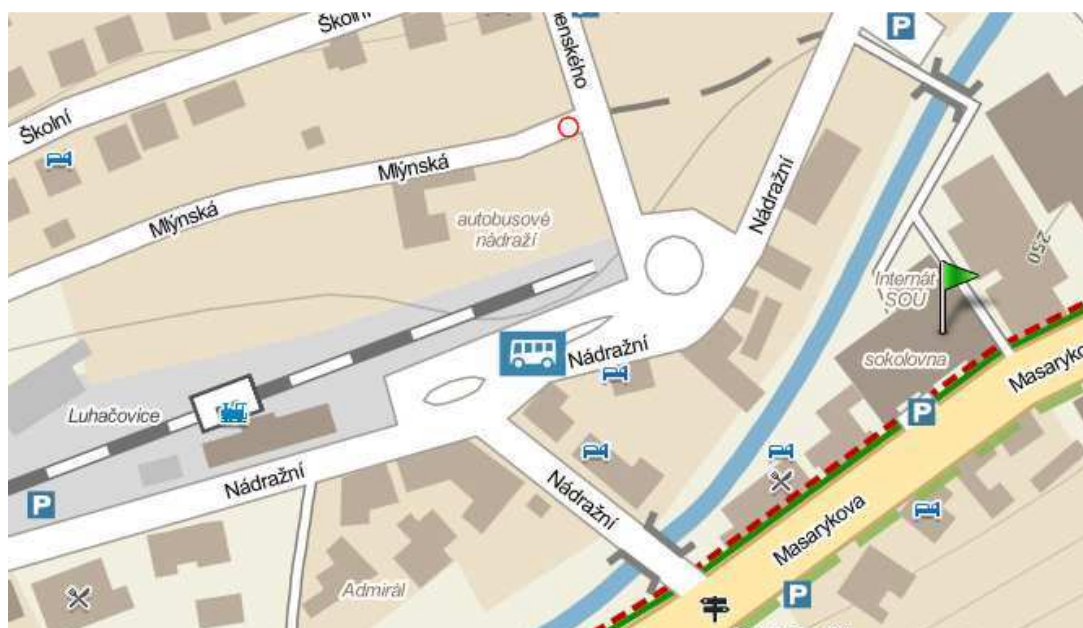 Školní
P
Školní
enského
Mlýnská
Mlýnská
autobusové
nádraží
Nádražní
250
Internát
SOU
sokolovna
Masaryko
Nádražní
Luhačovice
P
Nádražní
P
Nádražní
Masarykova
Admirál
P